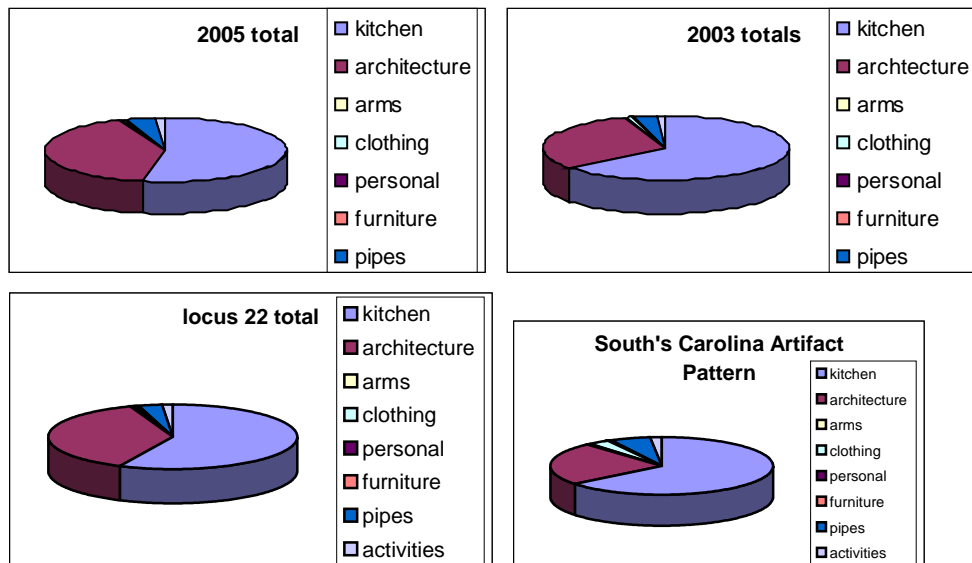 2005 total
kitchen
architecture
arms
clothing
personal
furniture
pipes
2003 totals
kitchen
archtecture
arms
clothing
personal
furniture
pipes
locus 22 total
kitchen
architecture
arms
clothing
personal
furniture
pipes
activities
South's Carolina Artifact
Pattern
kitchen
architecture
arms
clothing
personal
furniture
pipes
activities